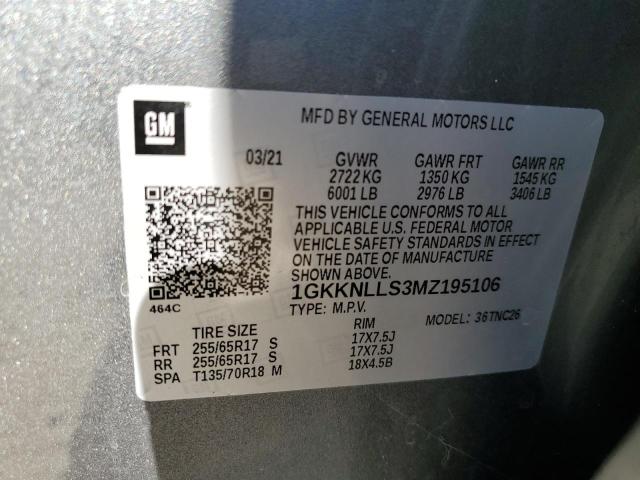 GM
MFD BY GENERAL MOTORS LLC
03/21 GVWR GAWR FRT GAWR RR
2722 KG 1350 KG 1545 KG
6001 LB 2976 LB 3406 LB
THIS VEHICLE CONFORMS TO ALL
APPLICABLE U.S. FEDERAL MOTOR
VEHICLE SAFETY STANDARDS IN EFFECT
ON THE DATE OF MANUFACTURE
SHOWN ABOVE.
1GKKNLLS3MZ195106
464C
TYPE: M.P.V. MODEL: 36TNC26
TIRE SIZE RIM
FRT 255/65R17 S 17X7.5J
RR 255/65R17 S 17X7.5J
SPA T135/70R18 M 18X4.5B